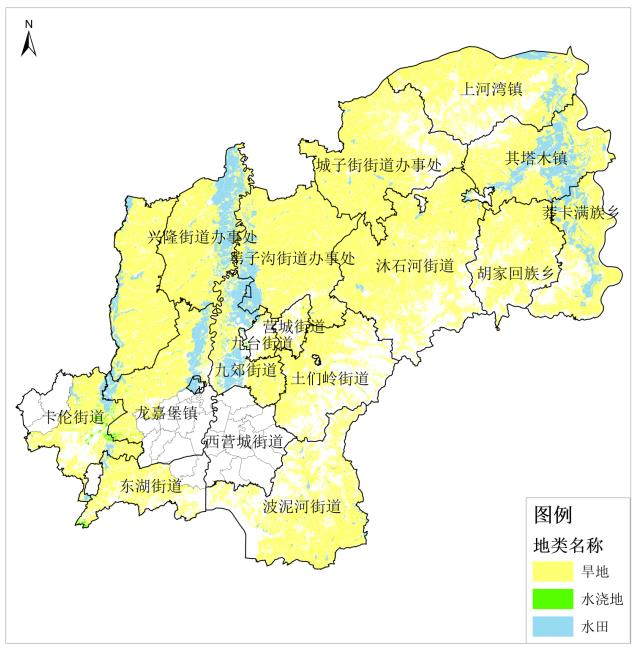 N
上河湾镇
其塔木镇
城子街街道办事处
莽卡满族乡
兴隆街道办事处
苇子沟街道办事处
沐石河街道
胡家回族乡
营城街道
九台街道
九郊街道
土们岭街道
卡伦街道
龙嘉堡镇
西营城街道
东湖街道
波泥河街道
图例
地类名称
旱地
水浇地
水田